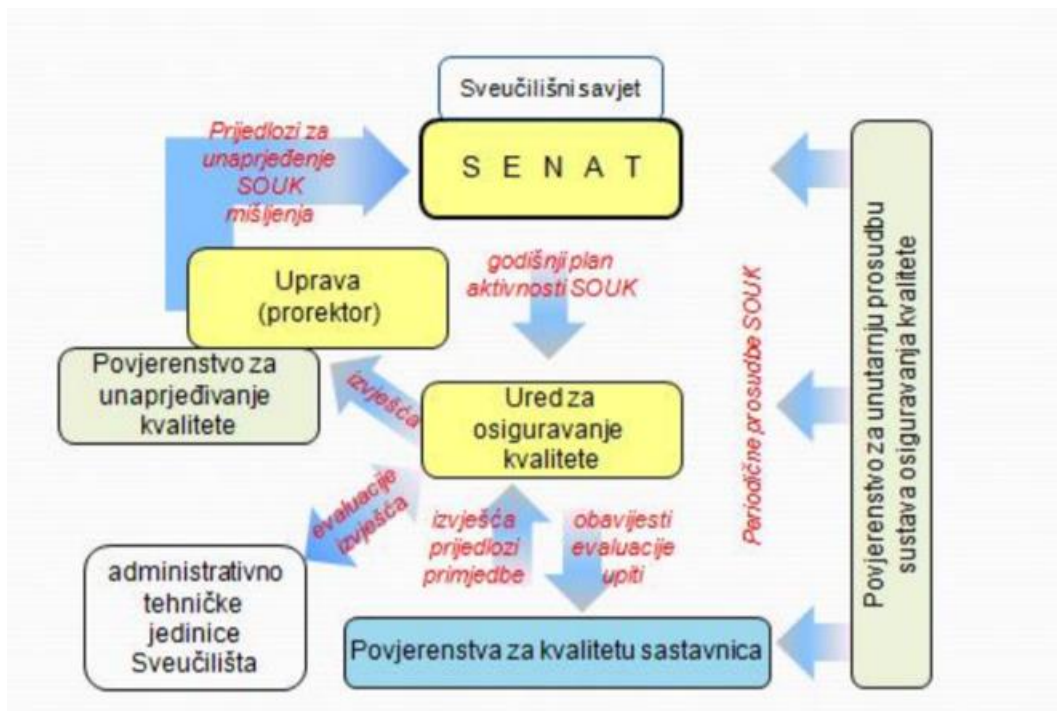 Sveučilišni savjet
S E N A T
Prijedlozi za
unaprjeđenje
SOUK
mišljenja
Uprava
(prorektor)
godišnji plan
aktivnosti SOUK
Povjerenstvo za
unaprjeđivanje
kvalitete
izvješća
Ured za
osiguravanje
kvalitete
evaluacije
izvješća
izvješća
prijedlozi
primjedbe
obavijesti
evaluacije
upiti
administrativno
tehničke
jedinice
Sveučilišta
Povjerenstva za kvalitetu sastavnica
Periodične prosudbe SOUK
Povjerenstvo za unutarnju prosudbu
sustava osiguravanja kvalitete